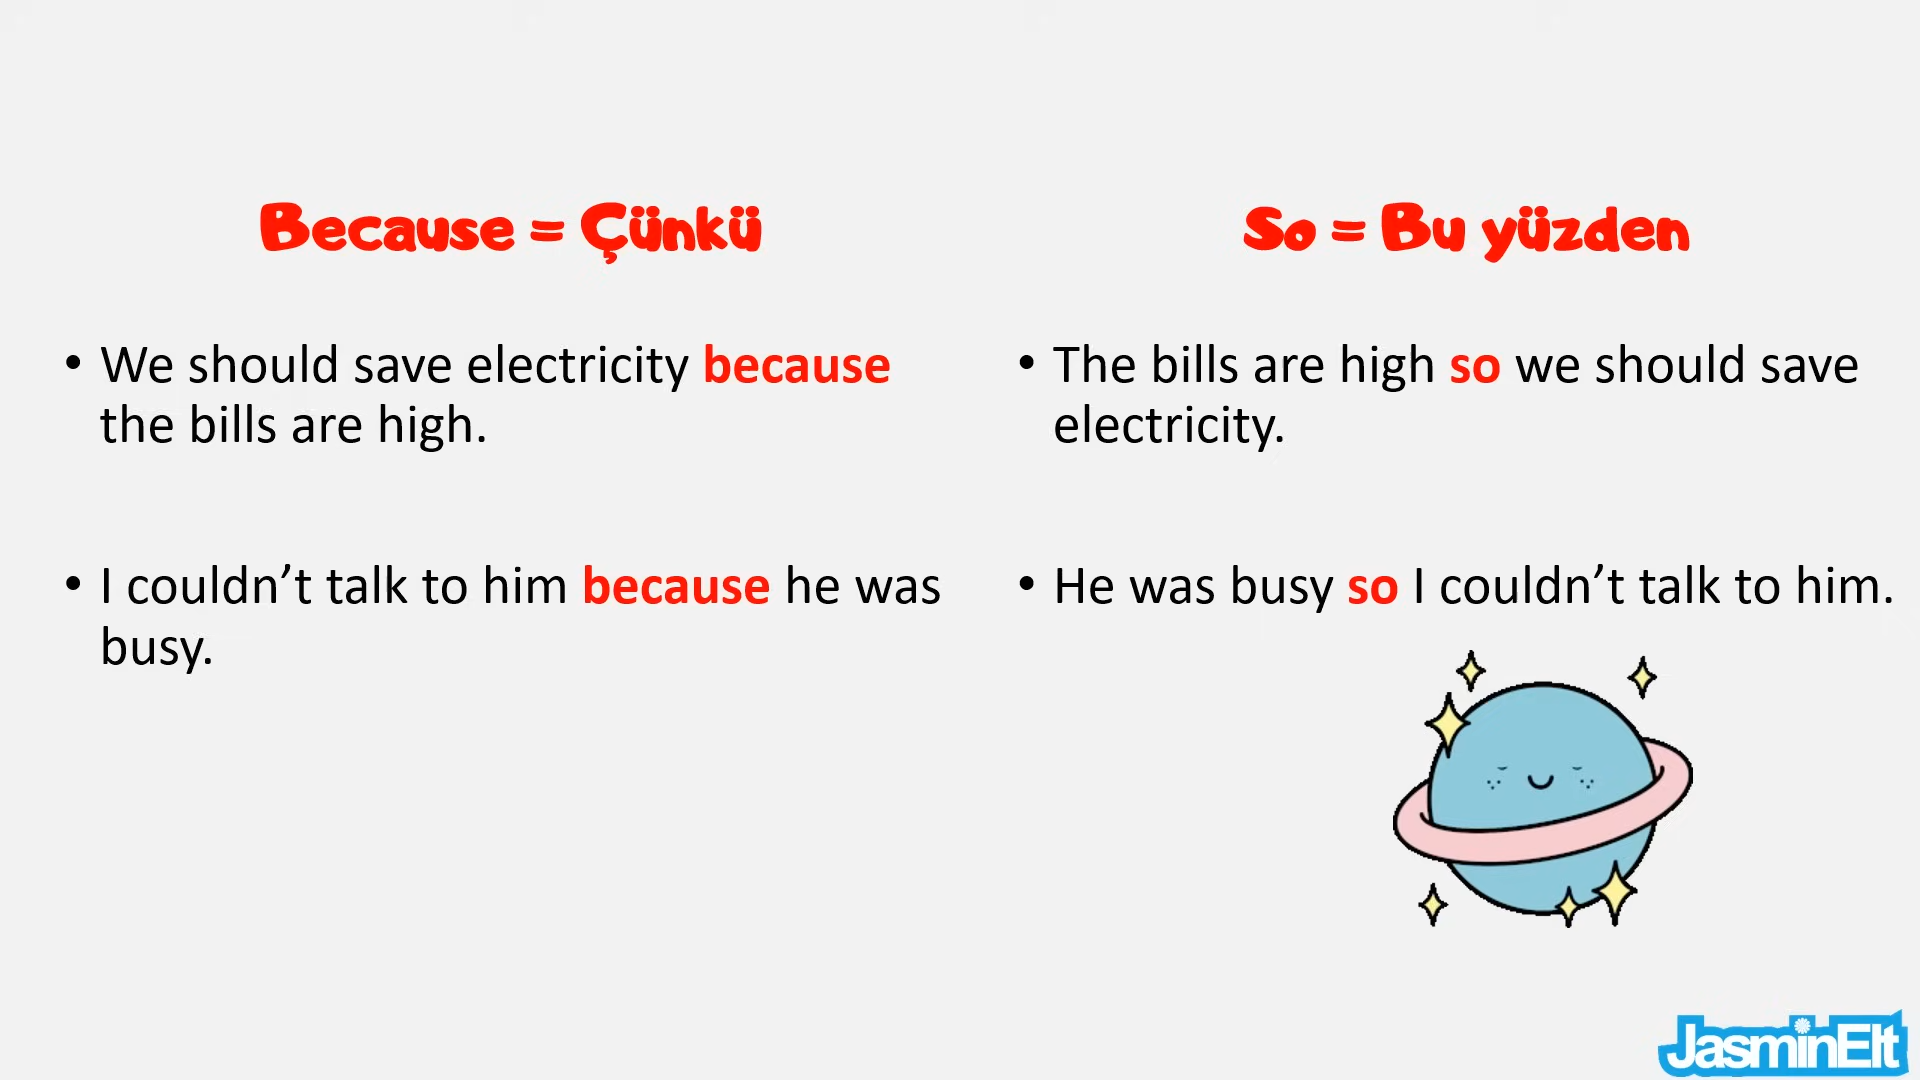 Because = Çünkü
• We should save electricity because
the bills are high.
• I couldn’t talk to him because he was
busy.
So = Bu yüzden
• The bills are high so we should save
electricity.
• He was busy so I couldn’t talk to him.
JasminElt